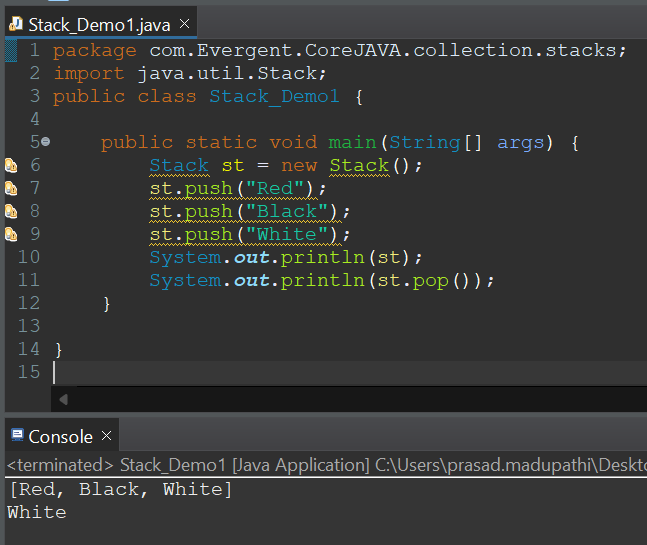 Stack_Demo1.java
1 package com.Evergent.CoreJAVA.collection.stacks;
2 import java.util.Stack;
3 public class Stack_Demo1 {
4
5 public static void main(String[] args) {
6 Stack st = new Stack();
7 st.push("Red");
8 st.push("Black");
9 st.push("White");
10 System.out.println(st);
11 System.out.println(st.pop());
12 }
13
14 }
15
Console
<terminated> Stack_Demo1 [Java Application] C:\Users\prasad.madupathi\Deskto
[Red, Black, White]
White